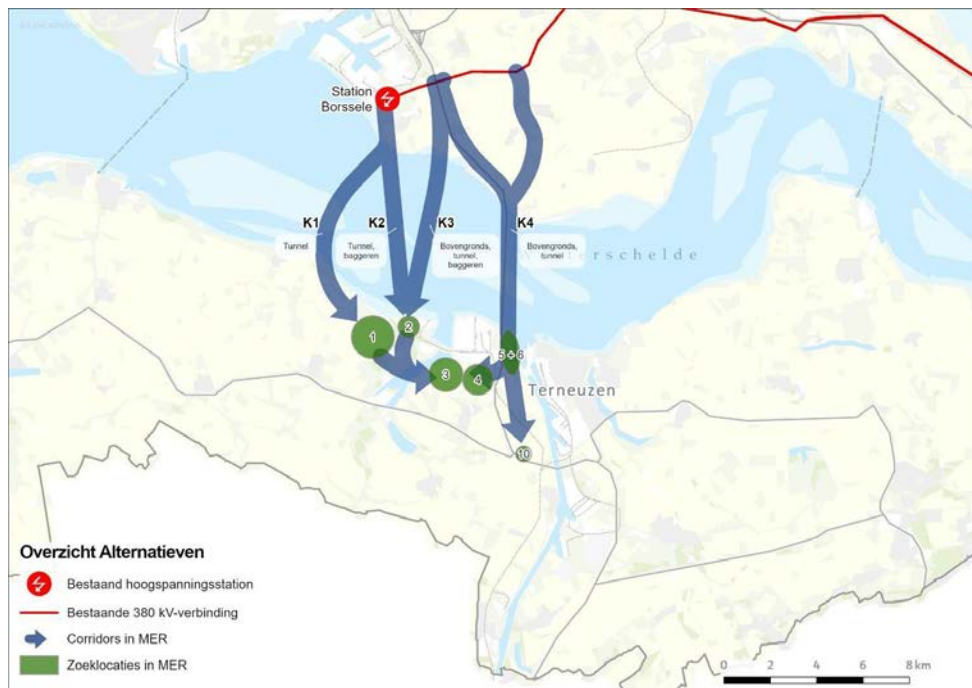 Station
Borssele
K1
K2
K3
K4
Tunnel
Tunnel,
baggeren
Bovengronds,
tunnel,
baggeren
Bovengronds,
tunnel
Westerschelde
1
2
3
4
5 + 6
Terneuzen
10
Overzicht Alternatieven
Bestaand hoogspanningsstation
Bestaande 380 kV-verbinding
Corridors in MER
Zoeklocaties in MER
0 2 4 6 8 km